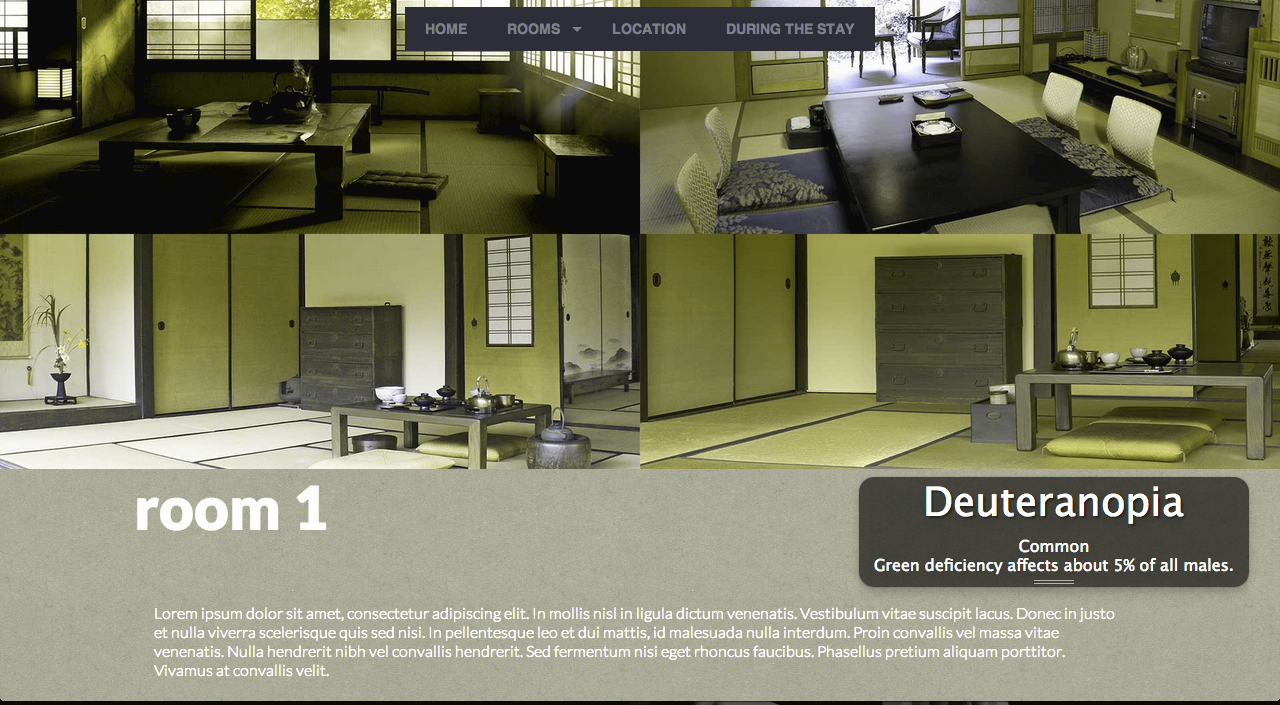 HOME ROOMS LOCATION DURING THE STAY
room 1
Deuteranopia
Common
Green deficiency affects about 5% of all males.
Lorem ipsum dolor sit amet, consectetur adipiscing elit. In mollis nisl in ligula dictum venenatis. Vestibulum vitae suscipit lacus. Donec in justo
et nulla viverra scelerisque quis sed nisi. In pellentesque leo et dui mattis, id malesuada nulla interdum. Proin convallis vel massa vitae
venenatis. Nulla hendrerit nibh vel convallis hendrerit. Sed fermentum nisi eget rhoncus faucibus. Phasellus pretium aliquam porttitor.
Vivamus at convallis velit.